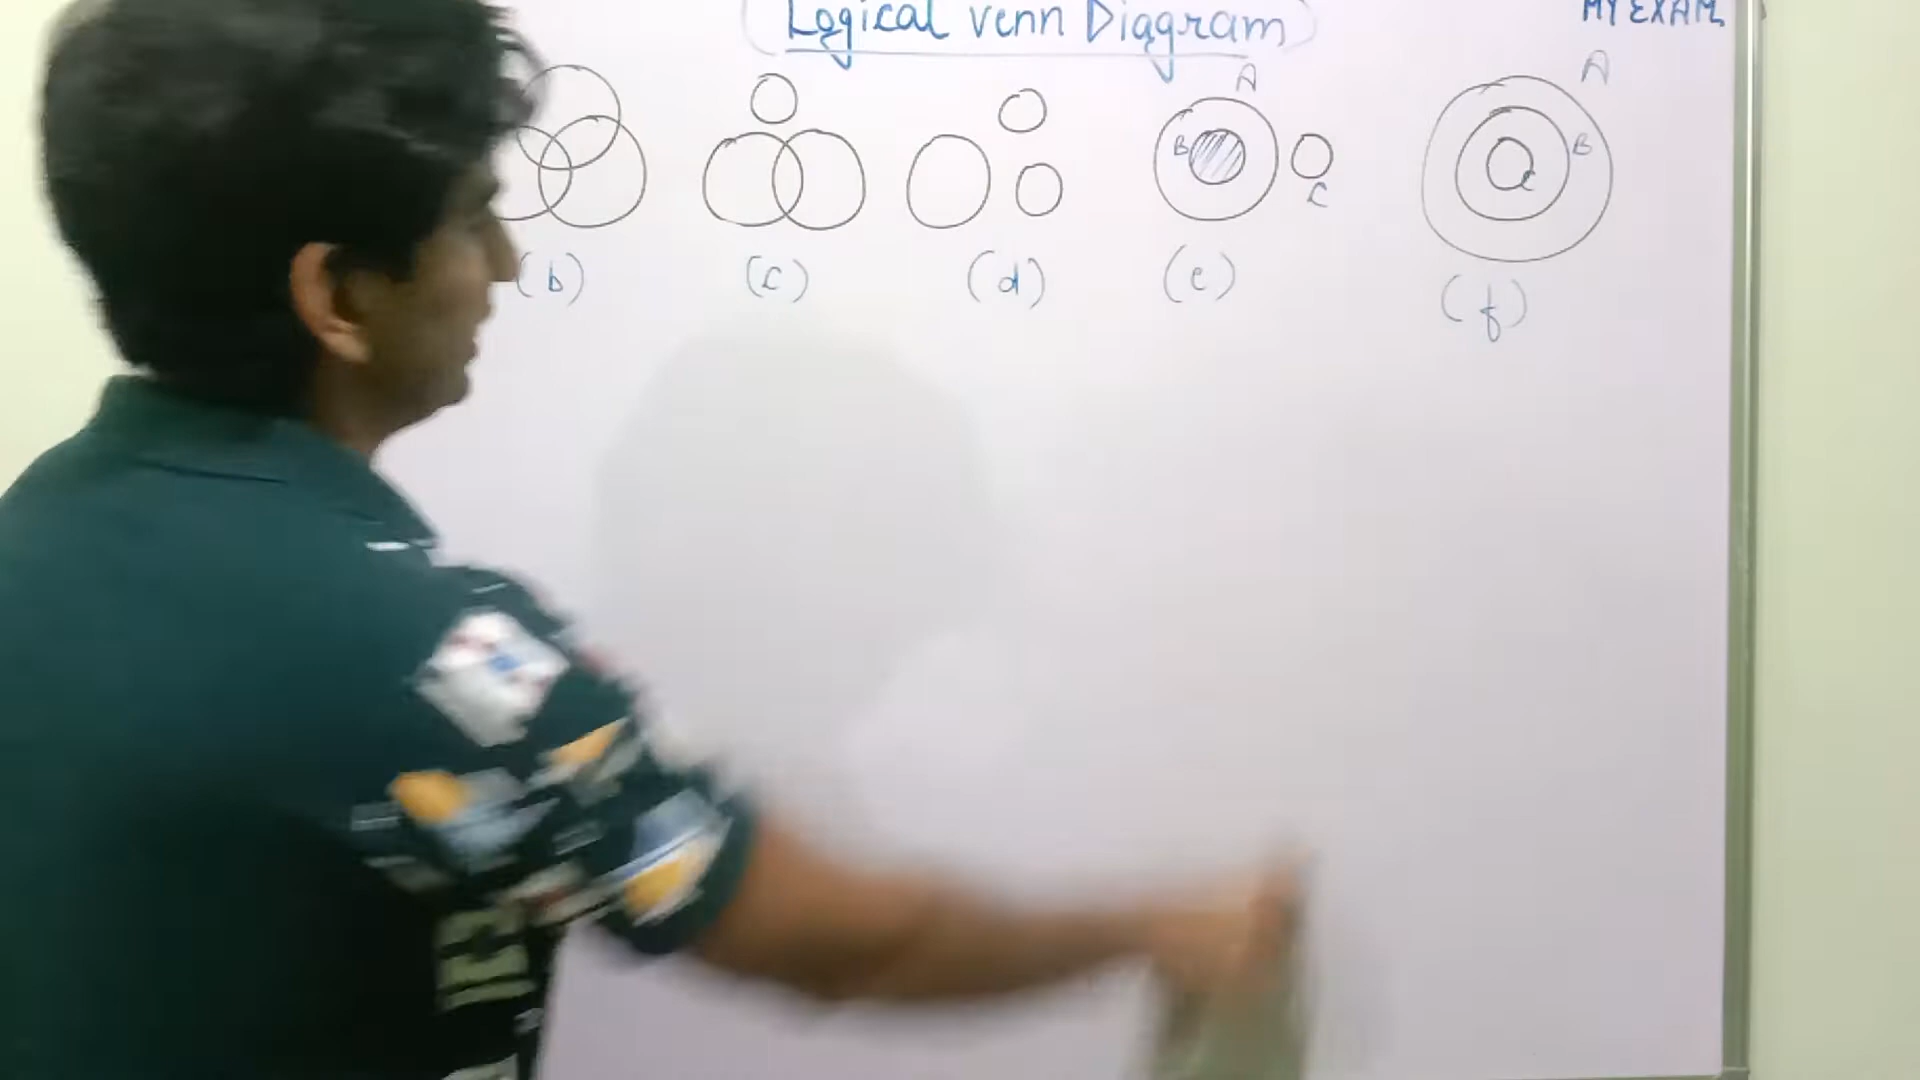 (Logical Venn Diagram)
MY EXAM
A
A
B
B
C
C
(b) (c) (d) (e) (f)